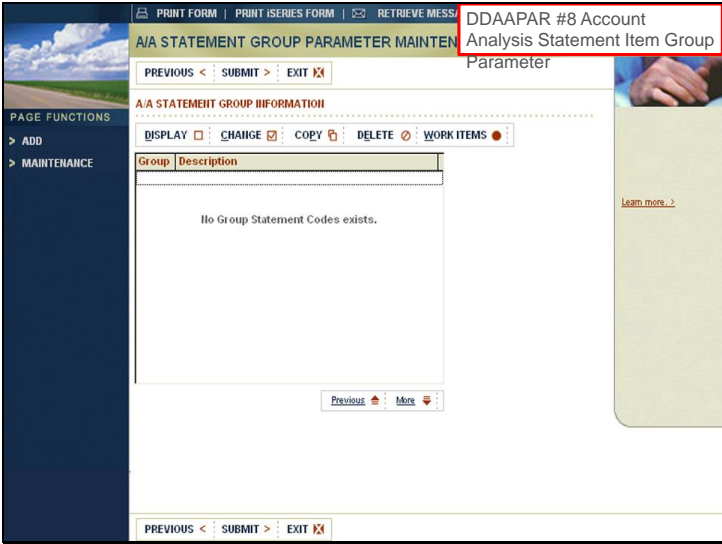 PRINT FORM | PRINT iSERIES FORM | RETRIEVE MESSA
DDAAPAR #8 Account
Analysis Statement Item Group
Parameter
A/A STATEMENT GROUP PARAMETER MAINTEN
PREVIOUS < SUBMIT > EXIT
A/A STATEMENT GROUP INFORMATION
PAGE FUNCTIONS
> ADD
> MAINTENANCE
DISPLAY CHANGE COPY DELETE WORK ITEMS
Group Description
No Group Statement Codes exists.
Learn more. >
Previous More
PREVIOUS < SUBMIT > EXIT